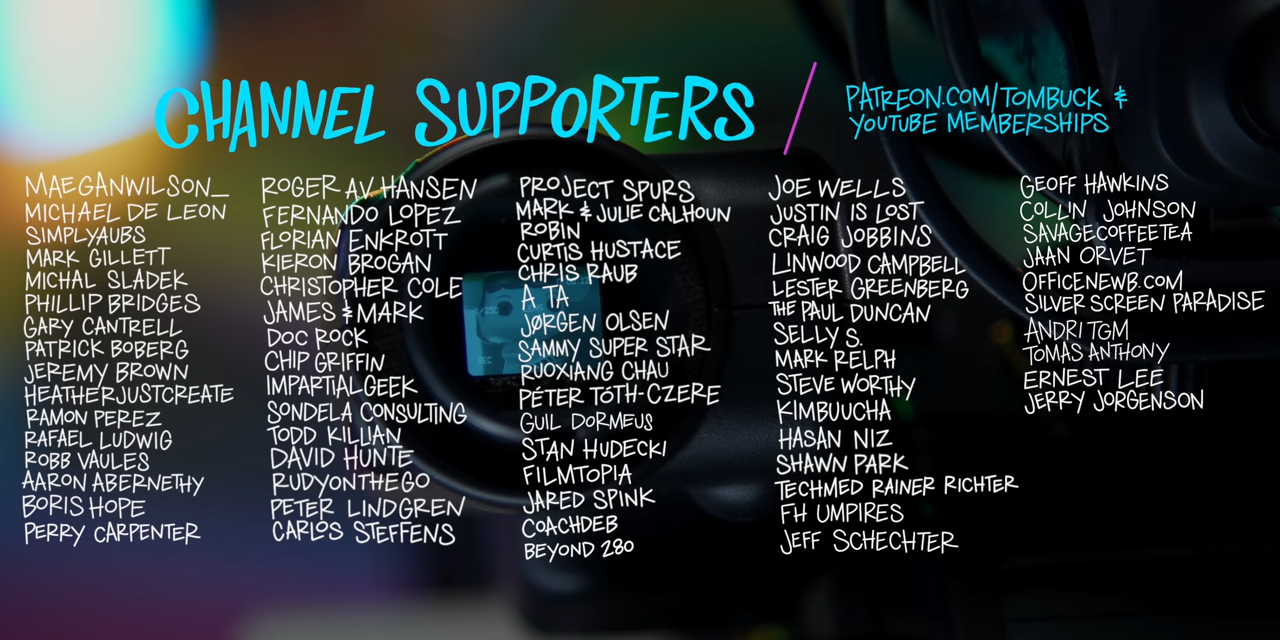 CHANNEL SUPPORTERS / PATREON.COM/TOMBUCK &
YOUTUBE MEMBERSHIPS
MAEGANWILSON_
MICHAEL DE LEON
SIMPLYAUBS
MARK GILLETT
MICHAL SLADEK
PHILLIP BRIDGES
GARY CANTRELL
PATRICK BOBERG
JEREMY BROWN
HEATHERJUSTCREATE
RAMON PEREZ
RAFAEL LUDWIG
ROBB VAULES
AARON ABERNETHY
BORIS HOPE
PERRY CARPENTER
ROGER AV HANSEN
FERNANDO LOPEZ
FLORIAN ENKROTT
KIERON BROGAN
CHRISTOPHER COLE
JAMES & MARK
DOC ROCK
CHIP GRIFFIN
IMPARTIALGEEK
SONDELA CONSULTING
TODD KILLIAN
DAVID HUNTE
RUDYONTHEGO
PETER LINDGREN
CARLOS STEFFENS
PROJECT SPURS
MARK & JULIE CALHOUN
ROBIN
CURTIS HUSTACE
CHRIS RAUB
A TA
JØRGEN OLSEN
SAMMY SUPER STAR
RUOXIANG CHAU
PÉTER TÓTH-CZERE
GUIL DORMEUS
STAN HUDECKI
FILMTOPIA
JARED SPINK
COACHDEB
BEYOND 280
JOE WELLS
JUSTIN IS LOST
CRAIG JOBBINS
LINWOOD CAMPBELL
LESTER GREENBERG
THE PAUL DUNCAN
SELLY S.
MARK RELPH
STEVE WORTHY
KIMBUUCHA
HASAN NIZ
SHAWN PARK
TECHMED RAINER RICHTER
FH UMPIRES
JEFF SCHECHTER
GEOFF HAWKINS
COLLIN JOHNSON
SAVAGECOFFEETEA
JAAN ORVET
OFFICENEWB.COM
SILVER SCREEN PARADISE
ANDRI TGM
TOMAS ANTHONY
ERNEST LEE
JERRY JORGENSON
REC